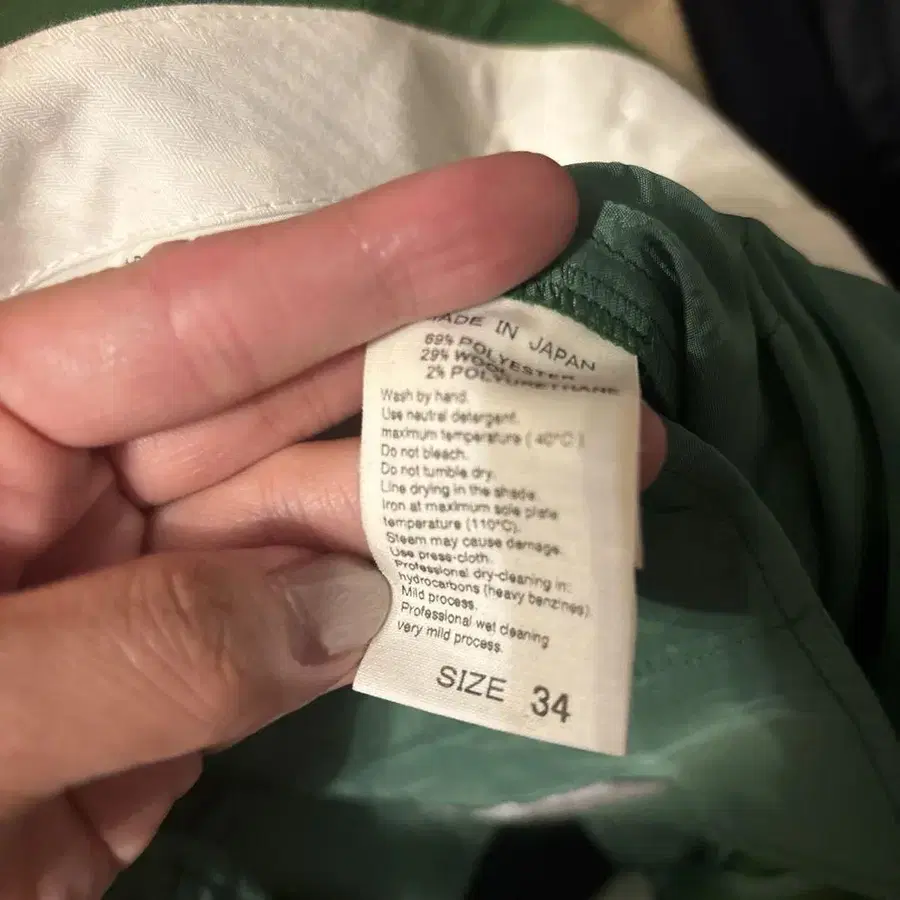 MADE IN JAPAN
69% POLYESTER
29% WOOL
2% POLYURETHANE
Wash by hand.
Use neutral detergent.
maximum temperature (40°C)
Do not bleach.
Do not tumble dry.
Line drying in the shade.
Iron at maximum sole plate
temperature (110°C).
Steam may cause damage.
Use press-cloth.
Professional dry-cleaning in:
hydrocarbons (heavy benzines).
Mild process.
Professional wet cleaning
very mild process.
SIZE 34